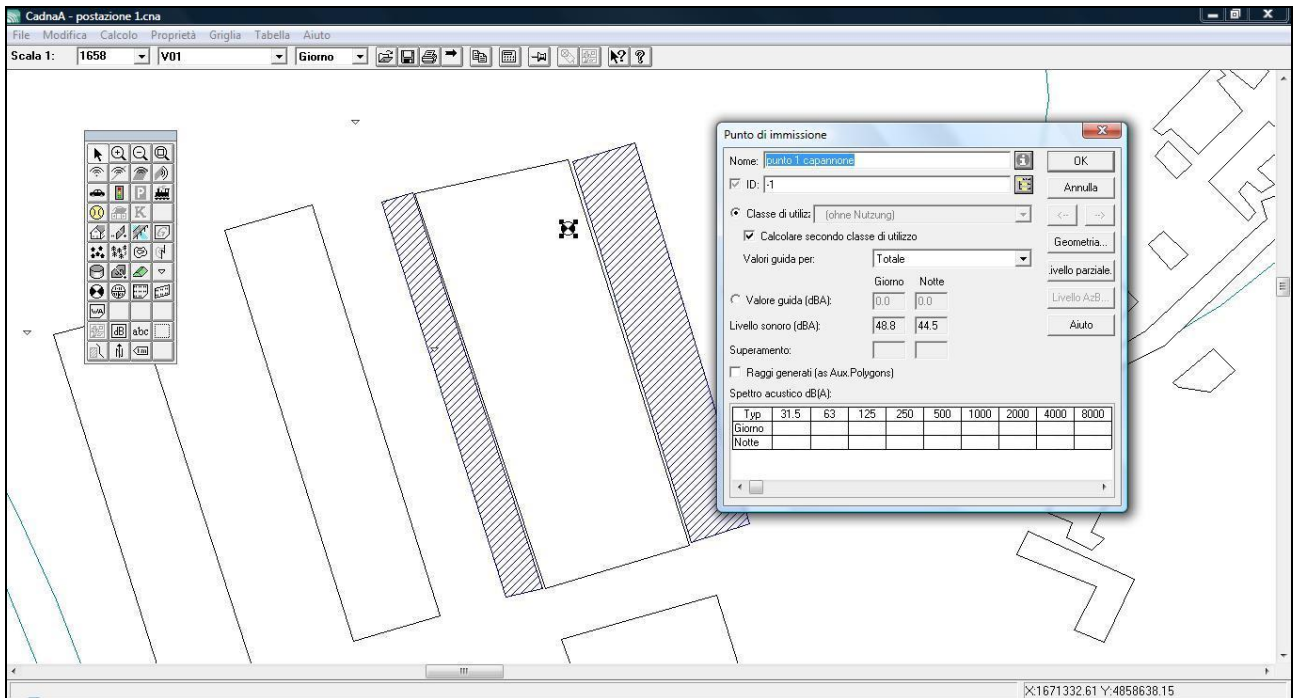 CadnaA - postazione 1.cna
File Modifica Calcolo Proprietà Griglia Tabella Aiuto
Scala 1: 1658 V01 Giorno
Punto di immissione
Nome: punto 1 capannone
OK
ID: -1
Annulla
Classe di utiliz: (ohne Nutzung)
<-- -->
Calcolare secondo classe di utilizzo
Geometria...
Valori guida per: Totale
.ivello parziale.
Giorno Notte
Valore guida (dBA): 0.0 0.0
Livello AzB...
Livello sonoro (dBA): 48.8 44.5
Aiuto
Superamento:
Raggi generati (as Aux.Polygons)
Spettro acustico dB(A):
Typ 31.5 63 125 250 500 1000 2000 4000 8000
Giorno
Notte
P
K
dB abc
X:1671332.61 Y:4858638.15